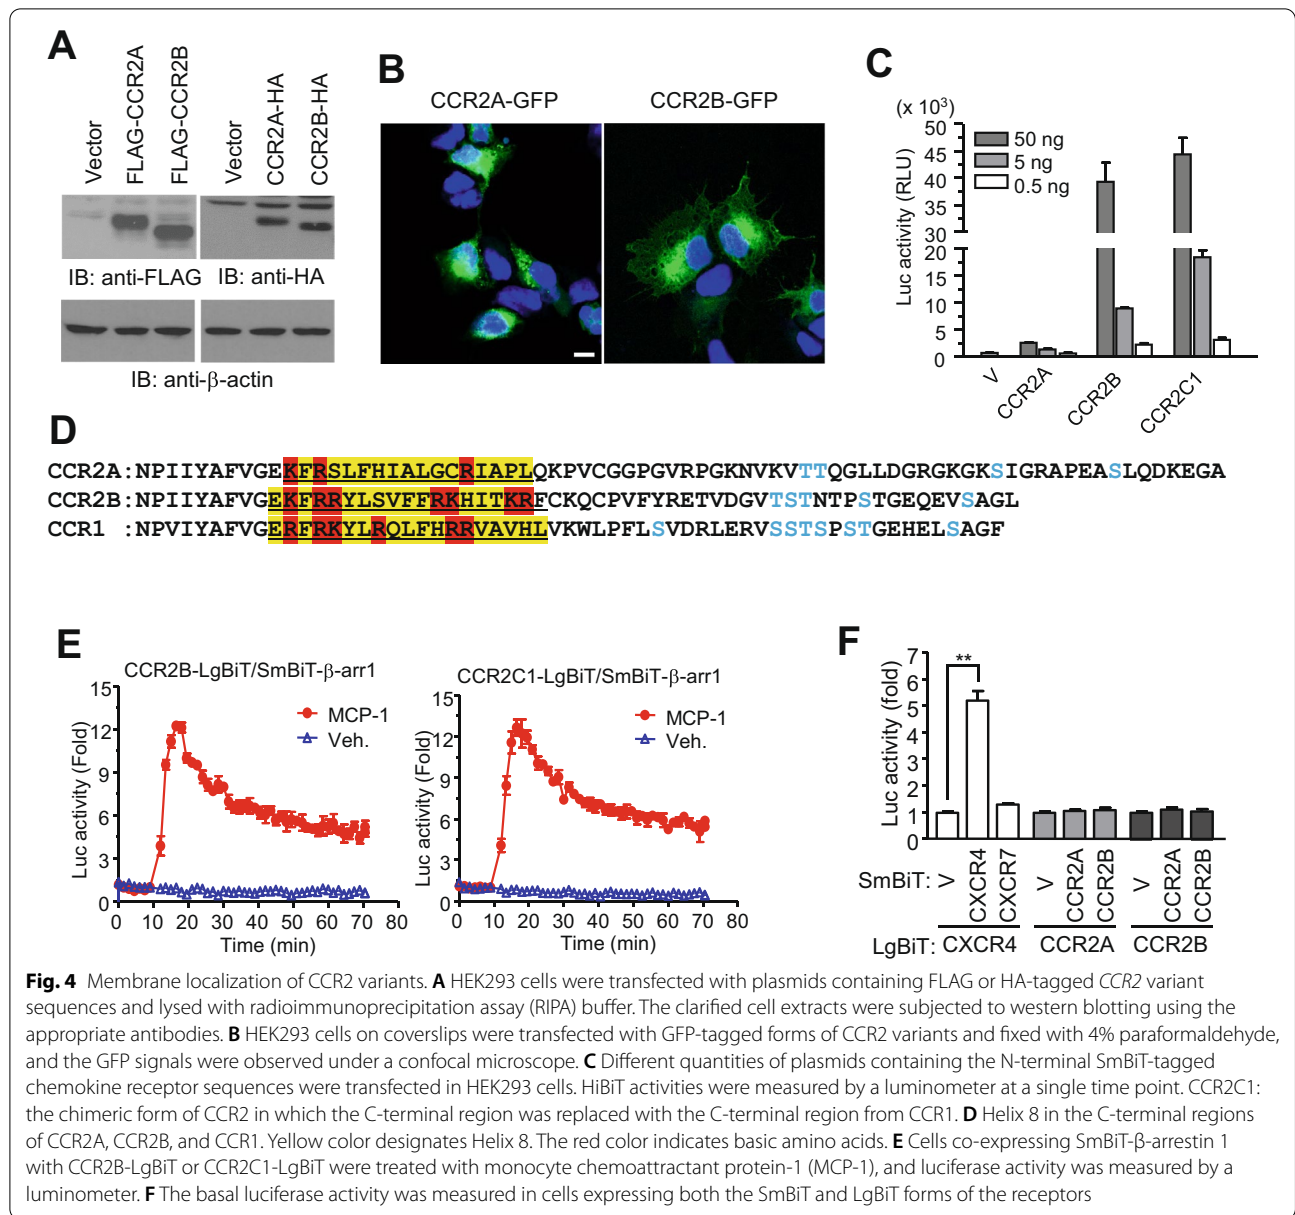 A
Vector
FLAG-CCR2A
FLAG-CCR2B
Vector
CCR2A-HA
CCR2B-HA
IB: anti-FLAG
IB: anti-HA
IB: anti-β-actin
B
CCR2A-GFP
CCR2B-GFP
C
(x 10³)
Luc activity (RLU)
50
45
40
35
30
20
10
5
0
50 ng
5 ng
0.5 ng
V
CCR2A
CCR2B
CCR2C1
D
CCR2A:NPIIYAFVGEKFRSLFHIALGCRIAPLQKPVCGGPGVRPGKNVKVTTQGLLDGRGKGKSIGRAPEASLQDKEGA
CCR2B:NPIIYAFVGEKFRRYLSVFFRKHITKRFCKQCPVFYRETVDGVTSTNTPSTGEQEVSAGL
CCR1 :NPVIYAFVGERFRKYLRQLFHRRVAVHLVKWLPFLSVDRLERVSSTSPSTGEHELSAGF
E
CCR2B-LgBiT/SmBiT-β-arr1
Luc activity (Fold)
15
12
9
6
3
0
MCP-1
Veh.
0 10 20 30 40 50 60 70 80
Time (min)
CCR2C1-LgBiT/SmBiT-β-arr1
Luc activity (Fold)
15
12
9
6
3
0
MCP-1
Veh.
0 10 20 30 40 50 60 70 80
Time (min)
F
Luc activity (fold)
7
6
5
4
3
2
1
0
**
SmBiT: V CXCR4 CXCR7 V CCR2A CCR2B V CCR2A CCR2B
LgBiT: CXCR4 CCR2A CCR2B
Fig. 4 Membrane localization of CCR2 variants. A HEK293 cells were transfected with plasmids containing FLAG or HA-tagged CCR2 variant
sequences and lysed with radioimmunoprecipitation assay (RIPA) buffer. The clarified cell extracts were subjected to western blotting using the
appropriate antibodies. B HEK293 cells on coverslips were transfected with GFP-tagged forms of CCR2 variants and fixed with 4% paraformaldehyde,
and the GFP signals were observed under a confocal microscope. C Different quantities of plasmids containing the N-terminal SmBiT-tagged
chemokine receptor sequences were transfected in HEK293 cells. HiBiT activities were measured by a luminometer at a single time point. CCR2C1:
the chimeric form of CCR2 in which the C-terminal region was replaced with the C-terminal region from CCR1. D Helix 8 in the C-terminal regions
of CCR2A, CCR2B, and CCR1. Yellow color designates Helix 8. The red color indicates basic amino acids. E Cells co-expressing SmBiT-β-arrestin 1
with CCR2B-LgBiT or CCR2C1-LgBiT were treated with monocyte chemoattractant protein-1 (MCP-1), and luciferase activity was measured by a
luminometer. F The basal luciferase activity was measured in cells expressing both the SmBiT and LgBiT forms of the receptors